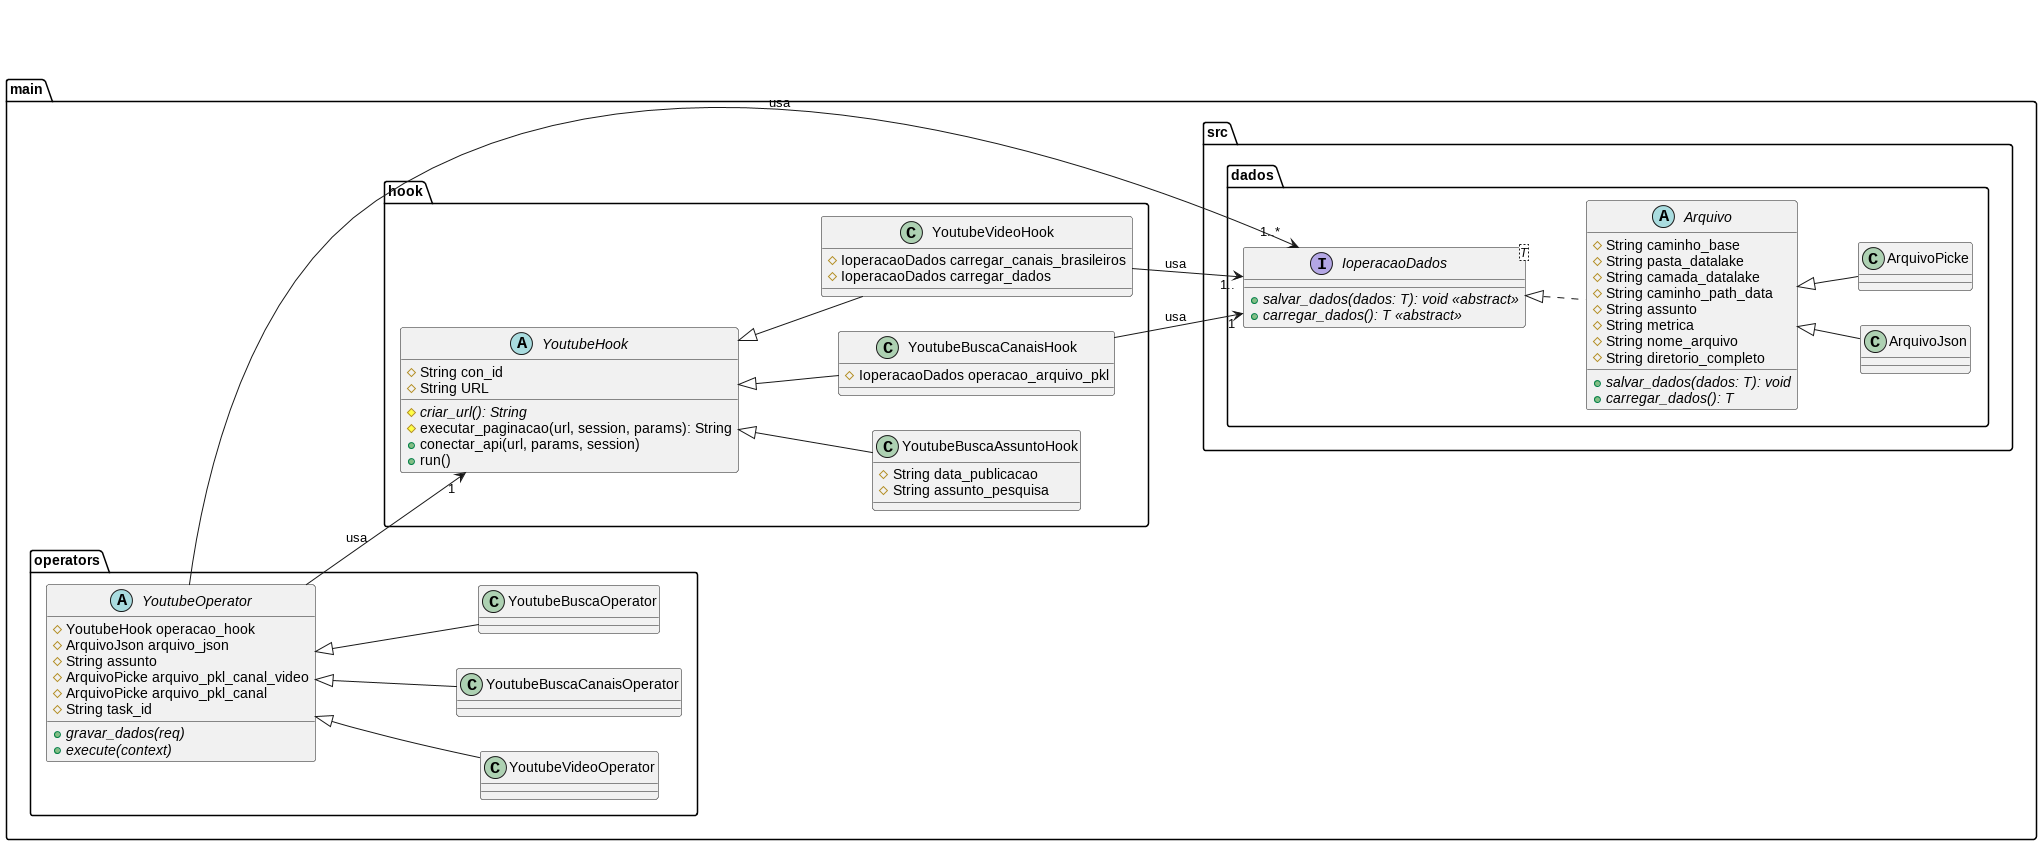 main
usa
src
dados
hook
C YoutubeVideoHook
IoperacaoDados carregar_canais_brasileiros
IoperacaoDados carregar_dados
usa
1..
1..*
I IoperacaoDados
T
salvar_dados(dados: T): void «abstract»
carregar_dados(): T «abstract»
A Arquivo
String caminho_base
String pasta_datalake
String camada_datalake
String caminho_path_data
String assunto
String metrica
String nome_arquivo
String diretorio_completo
salvar_dados(dados: T): void
carregar_dados(): T
C ArquivoPicke
C ArquivoJson
A YoutubeHook
String con_id
String URL
criar_url(): String
executar_paginacao(url, session, params): String
conectar_api(url, params, session)
run()
C YoutubeBuscaCanaisHook
IoperacaoDados operacao_arquivo_pkl
usa
1
C YoutubeBuscaAssuntoHook
String data_publicacao
String assunto_pesquisa
1
usa
operators
A YoutubeOperator
YoutubeHook operacao_hook
ArquivoJson arquivo_json
String assunto
ArquivoPicke arquivo_pkl_canal_video
ArquivoPicke arquivo_pkl_canal
String task_id
gravar_dados(req)
execute(context)
C YoutubeBuscaOperator
C YoutubeBuscaCanaisOperator
C YoutubeVideoOperator